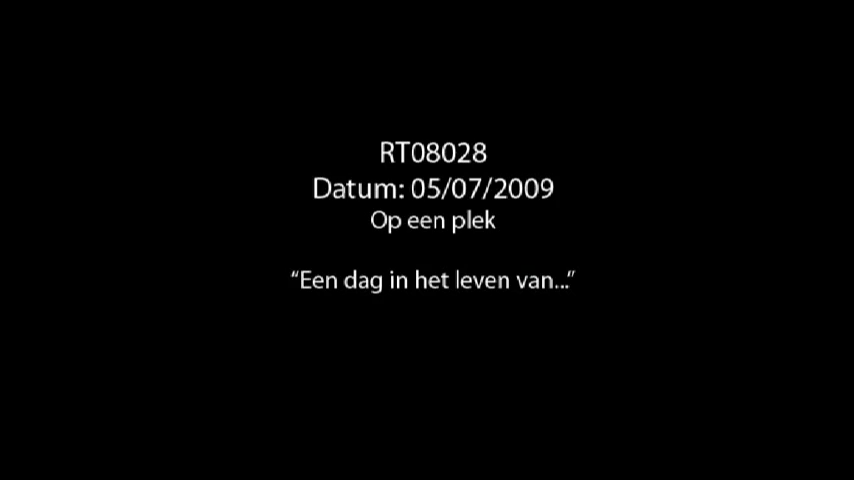 RT08028
Datum: 05/07/2009
Op een plek
“Een dag in het leven van...”